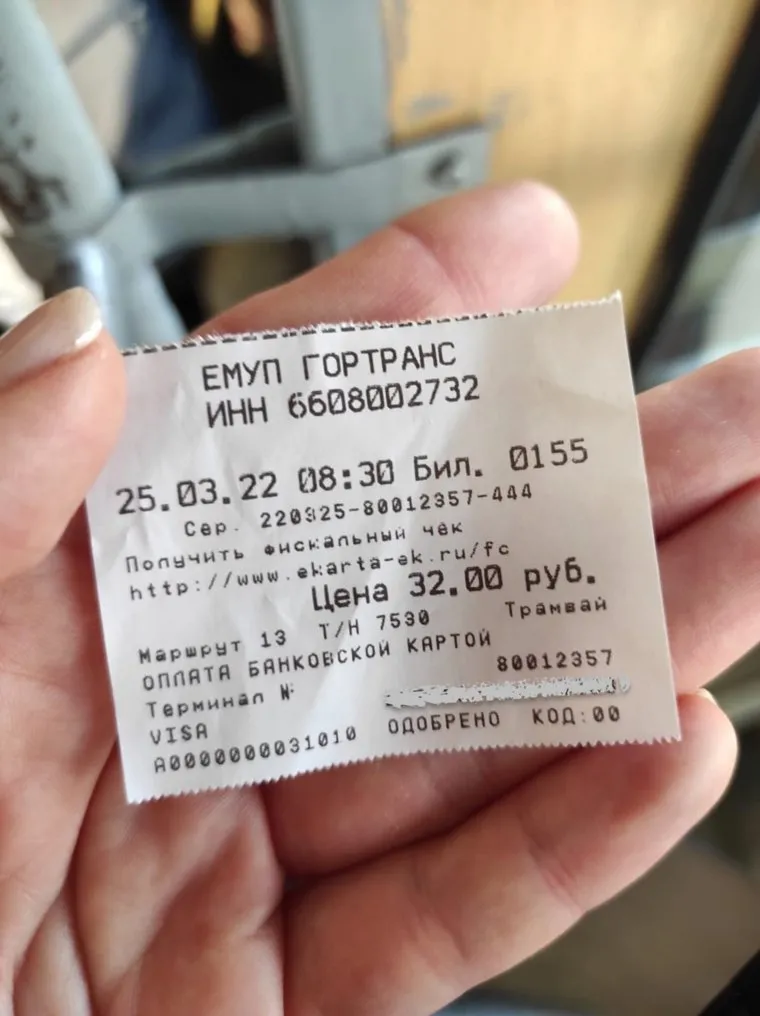 ЕМУП ГОРТРАНС
ИНН 6608002732
25.03.22 08:30 Бил. 0155
Сер. 220325-80012357-444
Получить фискальный чек
http://www.ekarta-ek.ru/fc
Цена 32.00 руб.
Маршрут 13 Т/Н 7530 Трамвай
ОПЛАТА БАНКОВСКОЙ КАРТОЙ
Терминал №: 80012357
VISA
A0000000031010 ОДОБРЕНО КОД:00